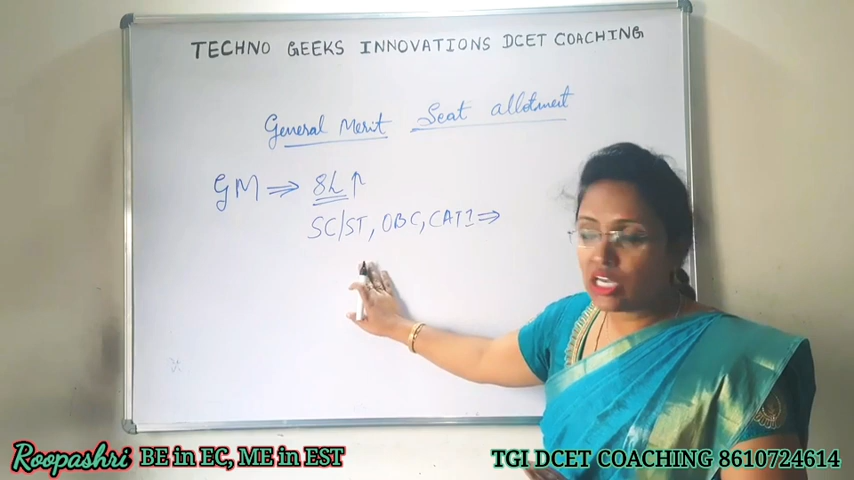 TECHNO GEEKS INNOVATIONS DCET COACHING
General Merit Seat allotment
GM ⇒ 8L ↑
SC/ST, OBC, CAT1 ⇒
Roopashri BE in EC, ME in EST
TGI DCET COACHING 8610724614